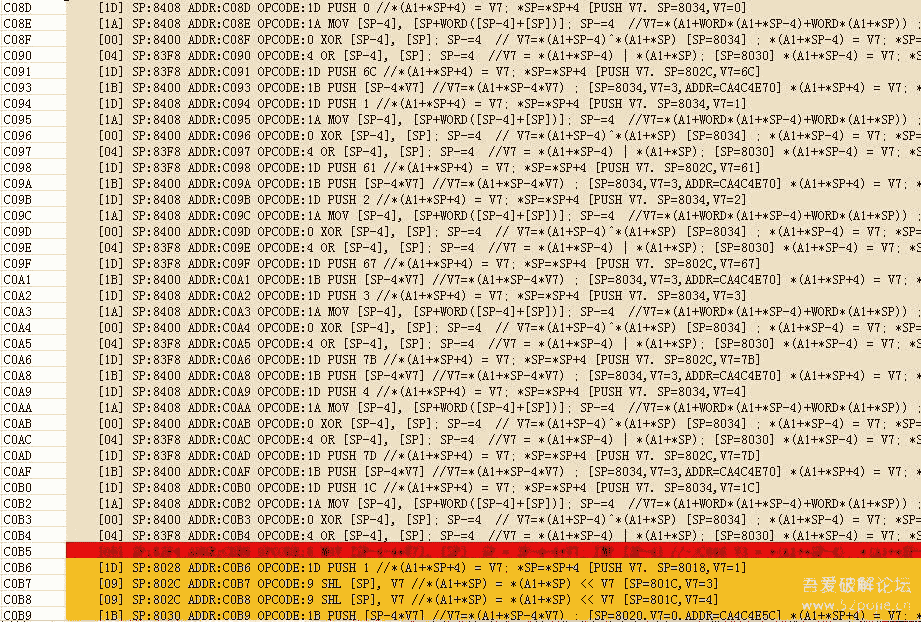 C08D [1D] SP:8408 ADDR:C08D OPCODE:1D PUSH 0 //*(A1+*SP+4) = V7; *SP=*SP+4 [PUSH V7. SP=8034,V7=0]
C08E [1A] SP:8408 ADDR:C08E OPCODE:1A MOV [SP-4], [SP+WORD([SP-4]+[SP])]; SP-=4 //V7=*(A1+WORD*(A1+*SP-4)+WORD*(A1+*SP)) ;
C08F [00] SP:8400 ADDR:C08F OPCODE:0 XOR [SP-4], [SP]; SP-=4 // V7=*(A1+SP-4)^*(A1+*SP) [SP=8034] ; *(A1+*SP-4) = V7; *SP=
C090 [04] SP:83F8 ADDR:C090 OPCODE:4 OR [SP-4], [SP]; SP-=4 //V7 = *(A1+*SP-4) | *(A1+*SP); [SP=8030] *(A1+*SP-4) = V7; *S
C091 [1D] SP:83F8 ADDR:C091 OPCODE:1D PUSH 6C //*(A1+*SP+4) = V7; *SP=*SP+4 [PUSH V7. SP=802C,V7=6C]
C093 [1B] SP:8400 ADDR:C093 OPCODE:1B PUSH [SP-4*V7] //V7=*(A1+*SP-4*V7) ; [SP=8034,V7=3,ADDR=CA4C4E70] *(A1+*SP+4) = V7; *
C094 [1D] SP:8408 ADDR:C094 OPCODE:1D PUSH 1 //*(A1+*SP+4) = V7; *SP=*SP+4 [PUSH V7. SP=8034,V7=1]
C095 [1A] SP:8408 ADDR:C095 OPCODE:1A MOV [SP-4], [SP+WORD([SP-4]+[SP])]; SP-=4 //V7=*(A1+WORD*(A1+*SP-4)+WORD*(A1+*SP)) ;
C096 [00] SP:8400 ADDR:C096 OPCODE:0 XOR [SP-4], [SP]; SP-=4 // V7=*(A1+SP-4)^*(A1+*SP) [SP=8034] ; *(A1+*SP-4) = V7; *SP=
C097 [04] SP:83F8 ADDR:C097 OPCODE:4 OR [SP-4], [SP]; SP-=4 //V7 = *(A1+*SP-4) | *(A1+*SP); [SP=8030] *(A1+*SP-4) = V7; *S
C098 [1D] SP:83F8 ADDR:C098 OPCODE:1D PUSH 61 //*(A1+*SP+4) = V7; *SP=*SP+4 [PUSH V7. SP=802C,V7=61]
C09A [1B] SP:8400 ADDR:C09A OPCODE:1B PUSH [SP-4*V7] //V7=*(A1+*SP-4*V7) ; [SP=8034,V7=3,ADDR=CA4C4E70] *(A1+*SP+4) = V7; *
C09B [1D] SP:8408 ADDR:C09B OPCODE:1D PUSH 2 //*(A1+*SP+4) = V7; *SP=*SP+4 [PUSH V7. SP=8034,V7=2]
C09C [1A] SP:8408 ADDR:C09C OPCODE:1A MOV [SP-4], [SP+WORD([SP-4]+[SP])]; SP-=4 //V7=*(A1+WORD*(A1+*SP-4)+WORD*(A1+*SP)) ;
C09D [00] SP:8400 ADDR:C09D OPCODE:0 XOR [SP-4], [SP]; SP-=4 // V7=*(A1+SP-4)^*(A1+*SP) [SP=8034] ; *(A1+*SP-4) = V7; *SP=
C09E [04] SP:83F8 ADDR:C09E OPCODE:4 OR [SP-4], [SP]; SP-=4 //V7 = *(A1+*SP-4) | *(A1+*SP); [SP=8030] *(A1+*SP-4) = V7; *S
C09F [1D] SP:83F8 ADDR:C09F OPCODE:1D PUSH 67 //*(A1+*SP+4) = V7; *SP=*SP+4 [PUSH V7. SP=802C,V7=67]
C0A1 [1B] SP:8400 ADDR:C0A1 OPCODE:1B PUSH [SP-4*V7] //V7=*(A1+*SP-4*V7) ; [SP=8034,V7=3,ADDR=CA4C4E70] *(A1+*SP+4) = V7; *
C0A2 [1D] SP:8408 ADDR:C0A2 OPCODE:1D PUSH 3 //*(A1+*SP+4) = V7; *SP=*SP+4 [PUSH V7. SP=8034,V7=3]
C0A3 [1A] SP:8408 ADDR:C0A3 OPCODE:1A MOV [SP-4], [SP+WORD([SP-4]+[SP])]; SP-=4 //V7=*(A1+WORD*(A1+*SP-4)+WORD*(A1+*SP)) ;
C0A4 [00] SP:8400 ADDR:C0A4 OPCODE:0 XOR [SP-4], [SP]; SP-=4 // V7=*(A1+SP-4)^*(A1+*SP) [SP=8034] ; *(A1+*SP-4) = V7; *SP=
C0A5 [04] SP:83F8 ADDR:C0A5 OPCODE:4 OR [SP-4], [SP]; SP-=4 //V7 = *(A1+*SP-4) | *(A1+*SP); [SP=8030] *(A1+*SP-4) = V7; *S
C0A6 [1D] SP:83F8 ADDR:C0A6 OPCODE:1D PUSH 7B //*(A1+*SP+4) = V7; *SP=*SP+4 [PUSH V7. SP=802C,V7=7B]
C0A8 [1B] SP:8400 ADDR:C0A8 OPCODE:1B PUSH [SP-4*V7] //V7=*(A1+*SP-4*V7) ; [SP=8034,V7=3,ADDR=CA4C4E70] *(A1+*SP+4) = V7; *
C0A9 [1D] SP:8408 ADDR:C0A9 OPCODE:1D PUSH 4 //*(A1+*SP+4) = V7; *SP=*SP+4 [PUSH V7. SP=8034,V7=4]
C0AA [1A] SP:8408 ADDR:C0AA OPCODE:1A MOV [SP-4], [SP+WORD([SP-4]+[SP])]; SP-=4 //V7=*(A1+WORD*(A1+*SP-4)+WORD*(A1+*SP)) ;
C0AB [00] SP:8400 ADDR:C0AB OPCODE:0 XOR [SP-4], [SP]; SP-=4 // V7=*(A1+SP-4)^*(A1+*SP) [SP=8034] ; *(A1+*SP-4) = V7; *SP=
C0AC [04] SP:83F8 ADDR:C0AC OPCODE:4 OR [SP-4], [SP]; SP-=4 //V7 = *(A1+*SP-4) | *(A1+*SP); [SP=8030] *(A1+*SP-4) = V7; *S
C0AD [1D] SP:83F8 ADDR:C0AD OPCODE:1D PUSH 7D //*(A1+*SP+4) = V7; *SP=*SP+4 [PUSH V7. SP=802C,V7=7D]
C0AF [1B] SP:8400 ADDR:C0AF OPCODE:1B PUSH [SP-4*V7] //V7=*(A1+*SP-4*V7) ; [SP=8034,V7=3,ADDR=CA4C4E70] *(A1+*SP+4) = V7; *
C0B0 [1D] SP:8408 ADDR:C0B0 OPCODE:1D PUSH 1C //*(A1+*SP+4) = V7; *SP=*SP+4 [PUSH V7. SP=8034,V7=1C]
C0B2 [1A] SP:8408 ADDR:C0B2 OPCODE:1A MOV [SP-4], [SP+WORD([SP-4]+[SP])]; SP-=4 //V7=*(A1+WORD*(A1+*SP-4)+WORD*(A1+*SP)) ;
C0B3 [00] SP:8400 ADDR:C0B3 OPCODE:0 XOR [SP-4], [SP]; SP-=4 // V7=*(A1+SP-4)^*(A1+*SP) [SP=8034] ; *(A1+*SP-4) = V7; *SP=
C0B4 [04] SP:83F8 ADDR:C0B4 OPCODE:4 OR [SP-4], [SP]; SP-=4 //V7 = *(A1+*SP-4) | *(A1+*SP); [SP=8030] *(A1+*SP-4) = V7; *S
C0B5
C0B6 [1D] SP:8028 ADDR:C0B6 OPCODE:1D PUSH 1 //*(A1+*SP+4) = V7; *SP=*SP+4 [PUSH V7. SP=8018,V7=1]
C0B7 [09] SP:802C ADDR:C0B7 OPCODE:9 SHL [SP], V7 //*(A1+*SP) = *(A1+*SP) << V7 [SP=801C,V7=3]
C0B8 [09] SP:802C ADDR:C0B8 OPCODE:9 SHL [SP], V7 //*(A1+*SP) = *(A1+*SP) << V7 [SP=801C,V7=4]
C0B9 [1B] SP:8030 ADDR:C0B9 OPCODE:1B PUSH [SP-4*V7] //V7=*(A1+*SP-4*V7) ; [SP=8020,V7=0,ADDR=CA4C4E5C] *(A1+*SP+4) = V7; *
吾爱破解论坛
www.52pojie.cn